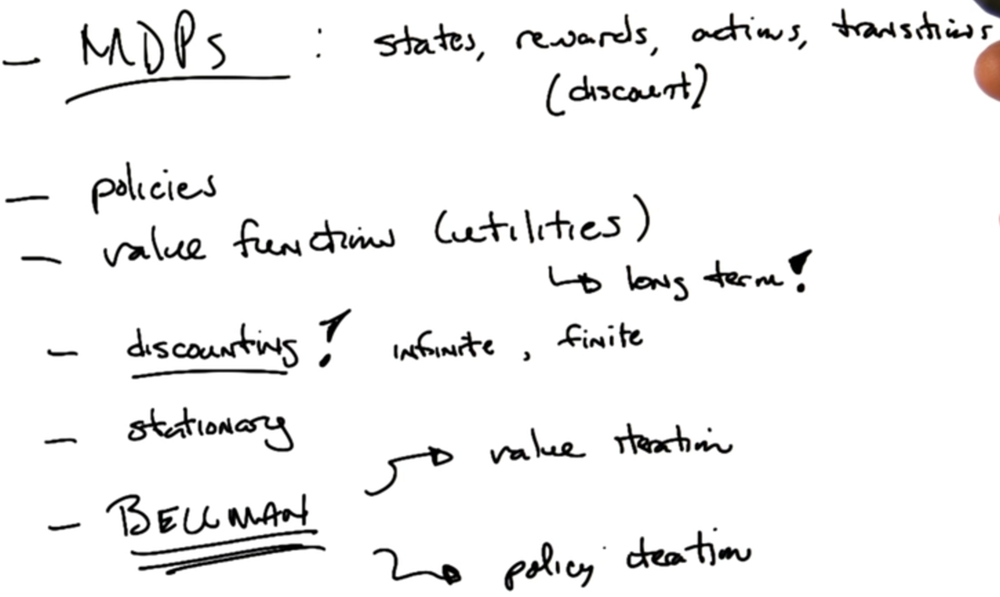 - MDPs : states, rewards, actions, transitions
(discount)
- policies
- value functions (utilities)
↳ long term!
- discounting! infinite, finite
- stationary
→ value iteration
- BELLMAN
→ policy iteration